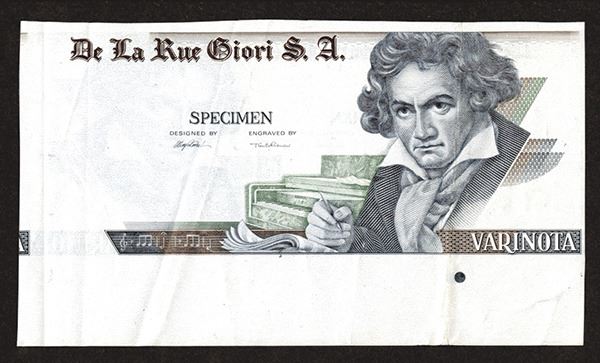 De La Rue Giori S. A.
SPECIMEN
DESIGNED BY ENGRAVED BY
A
VARINOTA